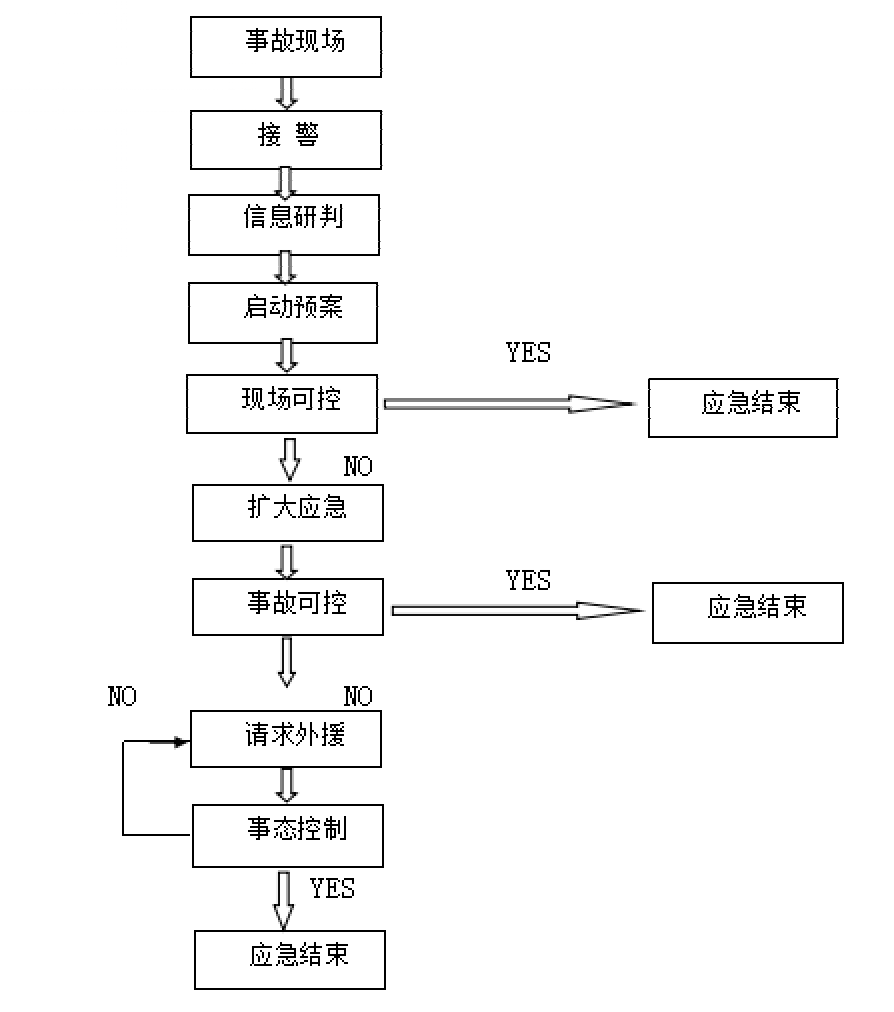 事故现场
接 警
信息研判
启动预案
YES
现场可控
应急结束
NO
扩大应急
YES
事故可控
应急结束
NO
NO
请求外援
事态控制
YES
应急结束